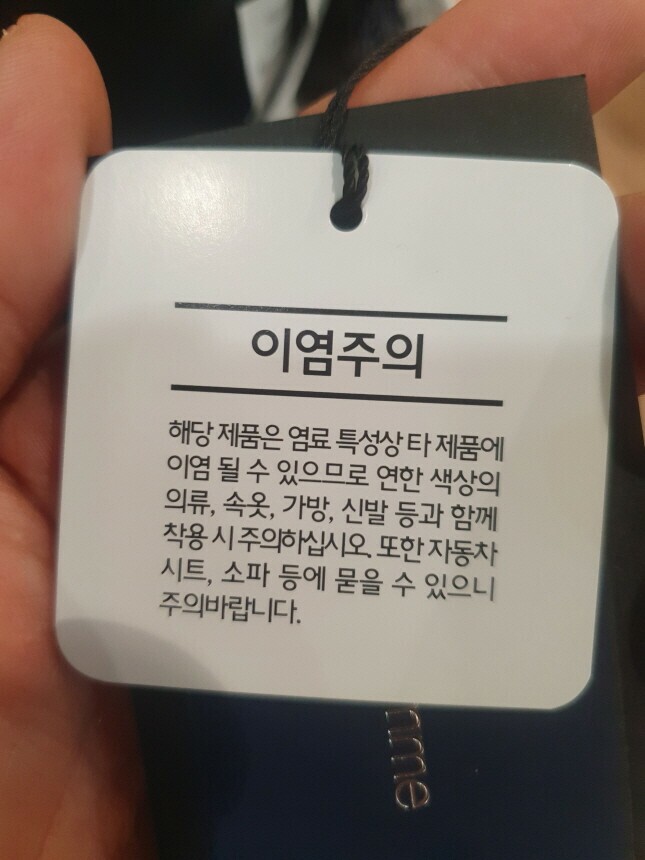 이염주의
해당 제품은 염료 특성상 타 제품에
이염 될 수 있으므로 연한 색상의
의류, 속옷, 가방, 신발 등과 함께
착용 시 주의하십시오. 또한 자동차
시트, 소파 등에 묻을 수 있으니
주의바랍니다.
mme